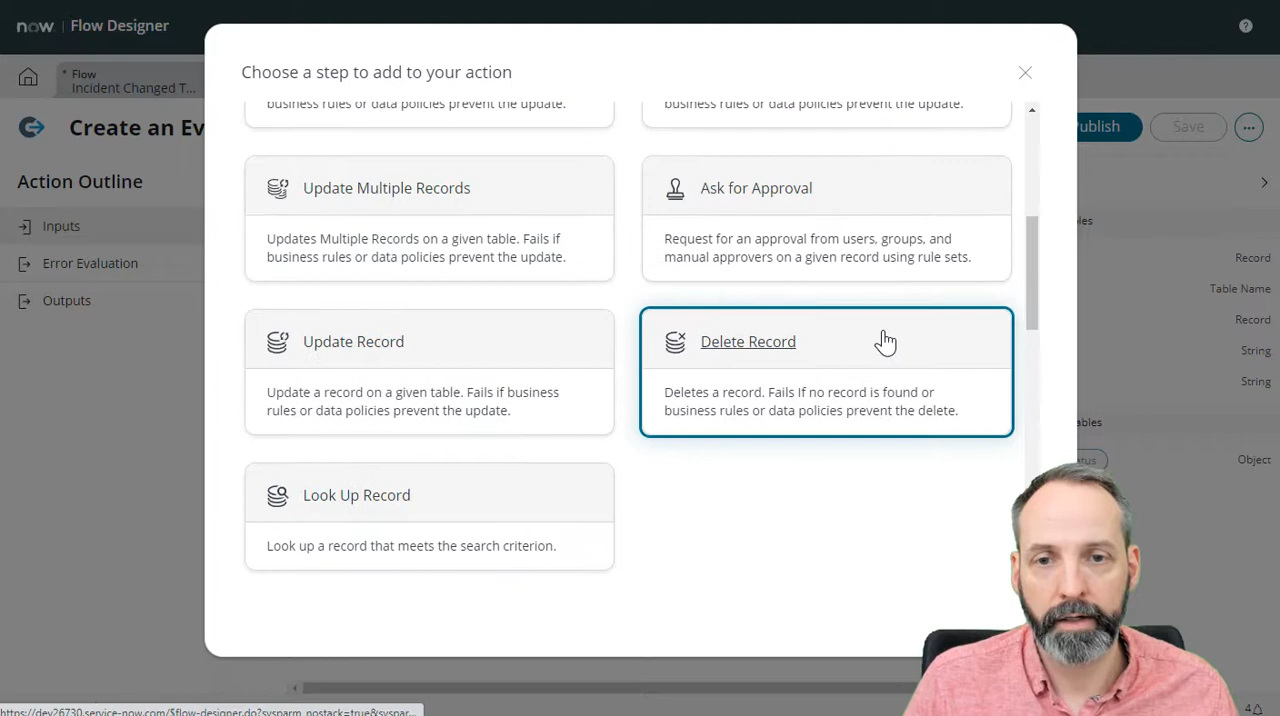 now | Flow Designer
* Flow
Incident Changed T...
Choose a step to add to your action
business rules or data policies prevent the update.
business rules or data policies prevent the update.
Create an Ev
Publish
Save
Action Outline
Inputs
Error Evaluation
Outputs
Update Multiple Records
Updates Multiple Records on a given table. Fails if
business rules or data policies prevent the update.
Ask for Approval
Request for an approval from users, groups, and
manual approvers on a given record using rule sets.
Update Record
Update a record on a given table. Fails if business
rules or data policies prevent the update.
Delete Record
Deletes a record. Fails If no record is found or
business rules or data policies prevent the delete.
Look Up Record
Look up a record that meets the search criterion.
Record
Table Name
Record
String
String
Object
4
https://dev26730.service-now.com/$flow-designer.do?sysparm_nostack=true&syspar...